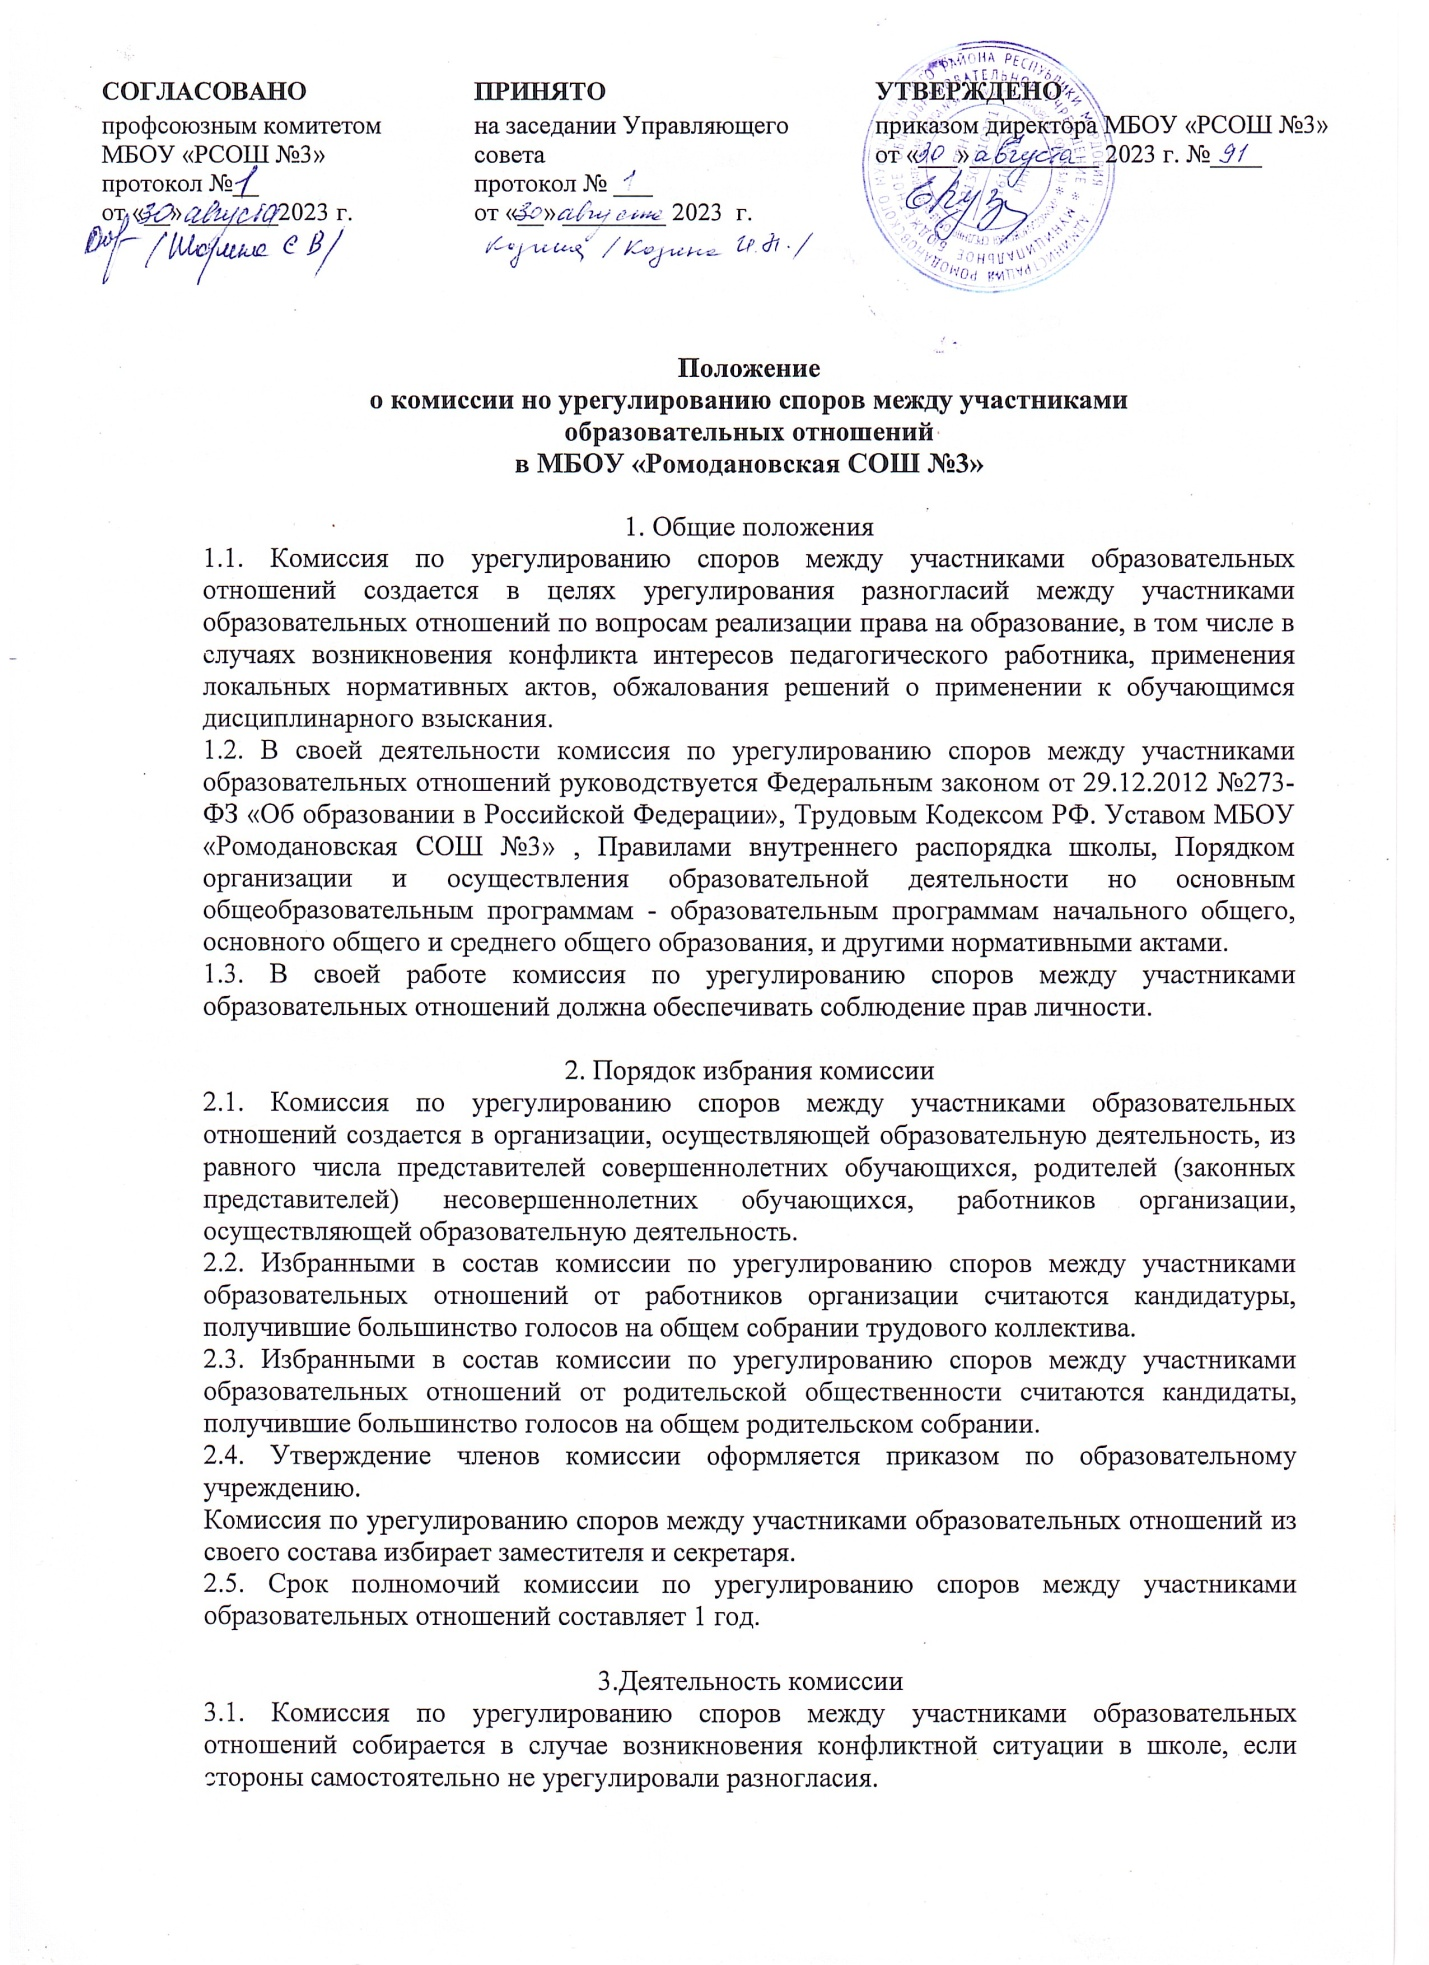 СОГЛАСОВАНО
профсоюзным комитетом
МБОУ «РСОШ №3»
протокол № 1
от «30» августа 2023 г.
/Шорина С В/
ПРИНЯТО
на заседании Управляющего
совета
протокол № 1
от «30» августа 2023 г.
/Козина И.Н./
УТВЕРЖДЕНО
приказом директора МБОУ «РСОШ №3»
от «30» августа 2023 г. № 91
Положение
о комиссии но урегулированию споров между участниками
образовательных отношений
в МБОУ «Ромодановская СОШ №3»
1. Общие положения
1.1. Комиссия по урегулированию споров между участниками образовательных
отношений создается в целях урегулирования разногласий между участниками
образовательных отношений по вопросам реализации права на образование, в том числе в
случаях возникновения конфликта интересов педагогического работника, применения
локальных нормативных актов, обжалования решений о применении к обучающимся
дисциплинарного взыскания.
1.2. В своей деятельности комиссия по урегулированию споров между участниками
образовательных отношений руководствуется Федеральным законом от 29.12.2012 №273-
ФЗ «Об образовании в Российской Федерации», Трудовым Кодексом РФ. Уставом МБОУ
«Ромодановская СОШ №3» , Правилами внутреннего распорядка школы, Порядком
организации и осуществления образовательной деятельности но основным
общеобразовательным программам - образовательным программам начального общего,
основного общего и среднего общего образования, и другими нормативными актами.
1.3. В своей работе комиссия по урегулированию споров между участниками
образовательных отношений должна обеспечивать соблюдение прав личности.
2. Порядок избрания комиссии
2.1. Комиссия по урегулированию споров между участниками образовательных
отношений создается в организации, осуществляющей образовательную деятельность, из
равного числа представителей совершеннолетних обучающихся, родителей (законных
представителей) несовершеннолетних обучающихся, работников организации,
осуществляющей образовательную деятельность.
2.2. Избранными в состав комиссии по урегулированию споров между участниками
образовательных отношений от работников организации считаются кандидатуры,
получившие большинство голосов на общем собрании трудового коллектива.
2.3. Избранными в состав комиссии по урегулированию споров между участниками
образовательных отношений от родительской общественности считаются кандидаты,
получившие большинство голосов на общем родительском собрании.
2.4. Утверждение членов комиссии оформляется приказом по образовательному
учреждению.
Комиссия по урегулированию споров между участниками образовательных отношений из
своего состава избирает заместителя и секретаря.
2.5. Срок полномочий комиссии по урегулированию споров между участниками
образовательных отношений составляет 1 год.
3.Деятельность комиссии
3.1. Комиссия по урегулированию споров между участниками образовательных
отношений собирается в случае возникновения конфликтной ситуации в школе, если
стороны самостоятельно не урегулировали разногласия.